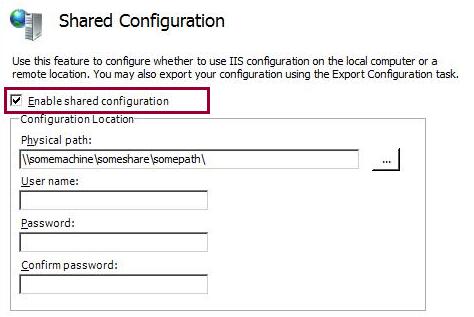 Shared Configuration
Use this feature to configure whether to use IIS configuration on the local computer or a
remote location. You may also export your configuration using the Export Configuration task.
Enable shared configuration
Configuration Location
Physical path:
\\somemachine\someshare\somepath\
...
User name:
Password:
Confirm password: